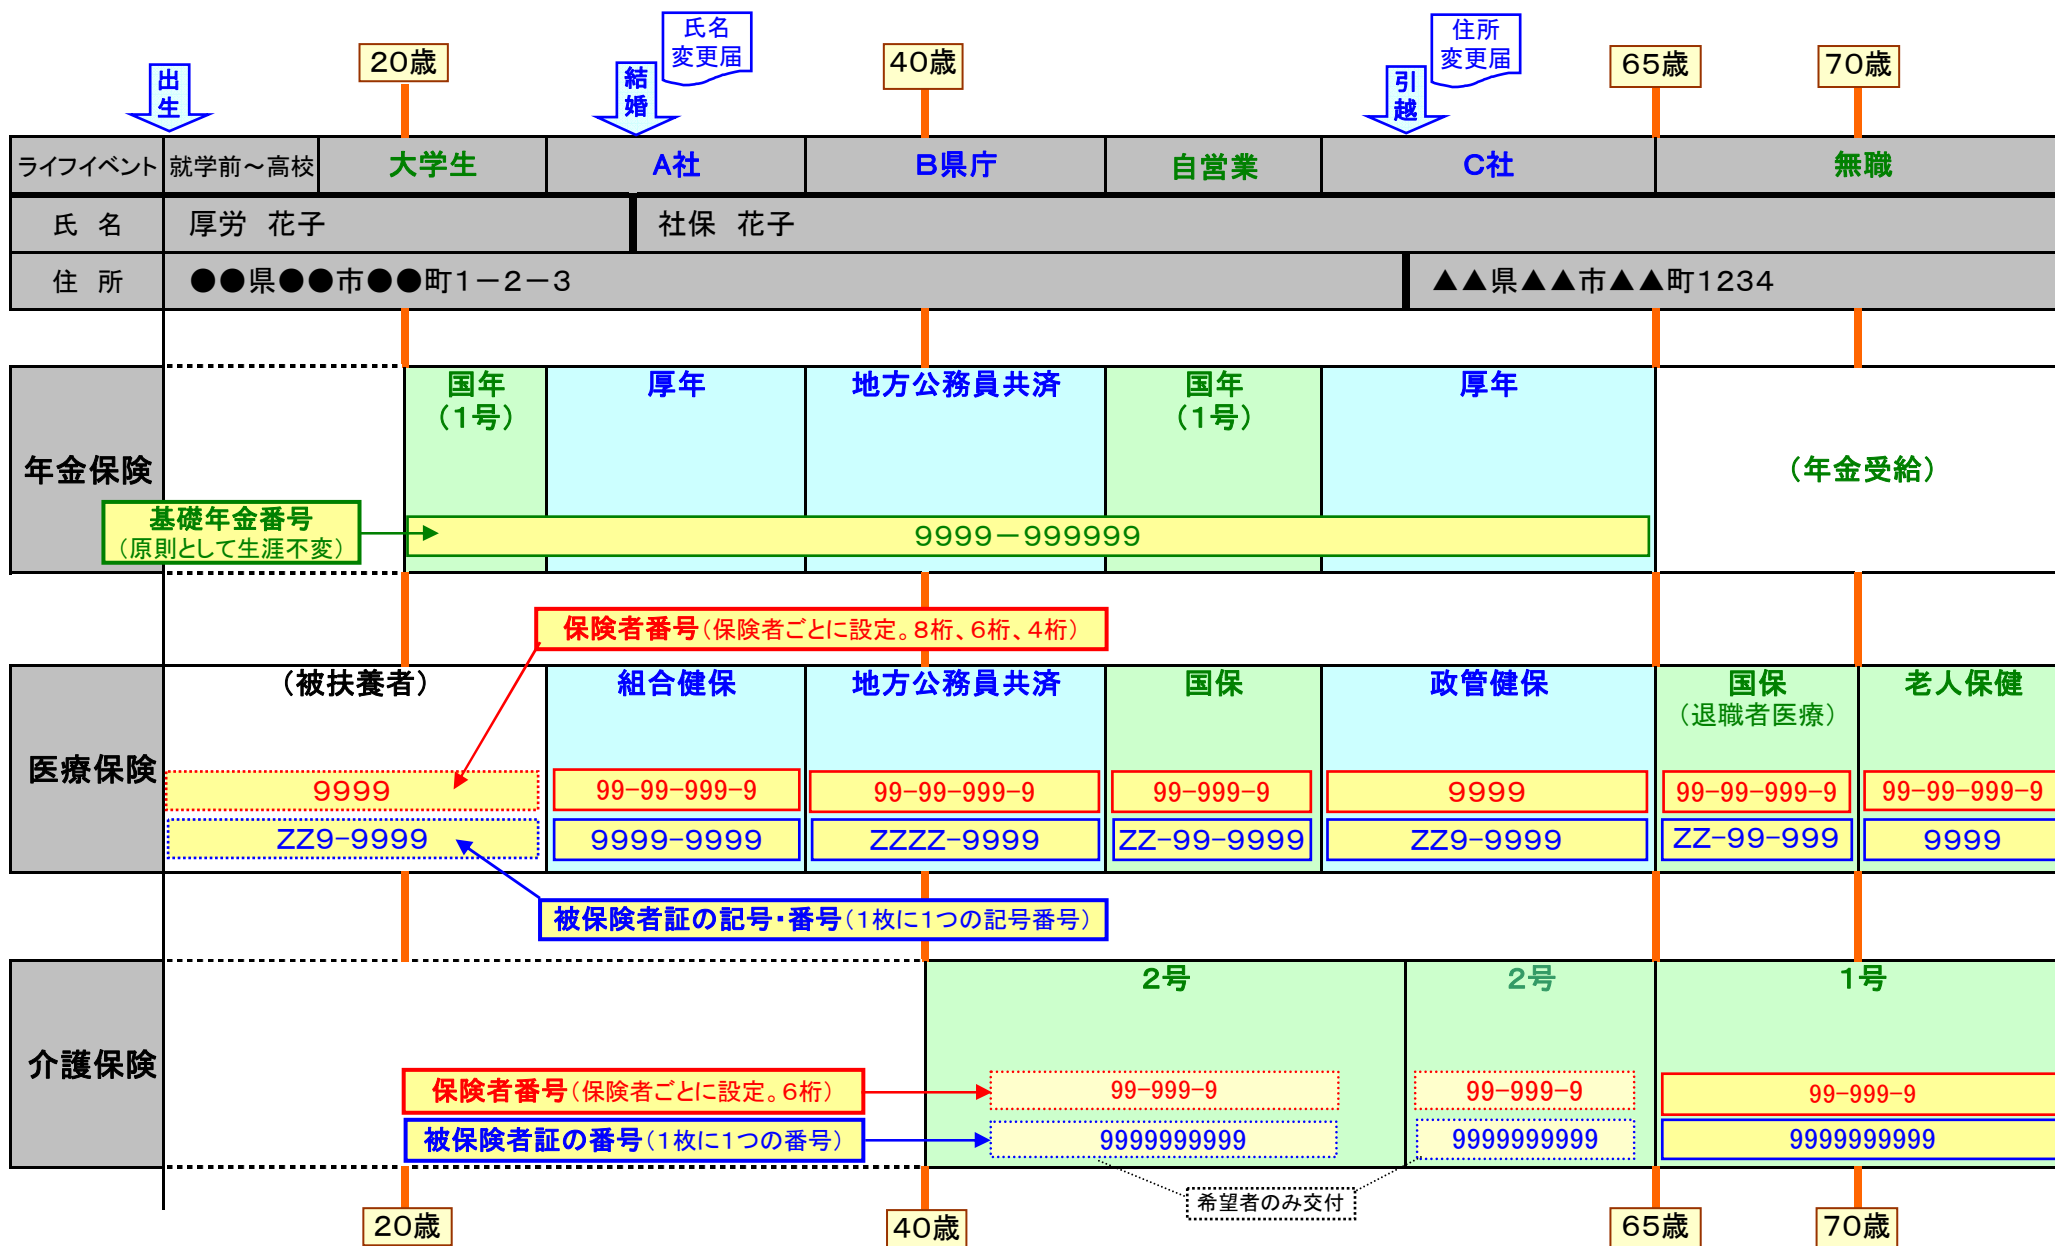 氏名
変更届
住所
変更届
20歳
40歳
65歳
70歳
出生
結婚
引越
ライフイベント
就学前～高校
大学生
A社
B県庁
自営業
C社
無職
氏 名
厚労 花子
社保 花子
住 所
●●県●●市●●町1－2－3
▲▲県▲▲市▲▲町1234
年金保険
国年
(1号)
厚年
地方公務員共済
国年
(1号)
厚年
(年金受給)
基礎年金番号
(原則として生涯不変)
9999－999999
保険者番号(保険者ごとに設定。8桁、6桁、4桁)
医療保険
(被扶養者)
組合健保
地方公務員共済
国保
政管健保
国保
(退職者医療)
老人保健
9999
99-99-999-9
99-99-999-9
99-999-9
9999
99-99-999-9
99-99-999-9
ZZ9-9999
9999-9999
ZZZZ-9999
ZZ-99-9999
ZZ9-9999
ZZ-99-999
9999
被保険者証の記号・番号(1枚に1つの記号番号)
介護保険
2号
2号
1号
保険者番号(保険者ごとに設定。6桁)
99-999-9
99-999-9
99-999-9
被保険者証の番号(1枚に1つの番号)
9999999999
9999999999
9999999999
希望者のみ交付
20歳
40歳
65歳
70歳